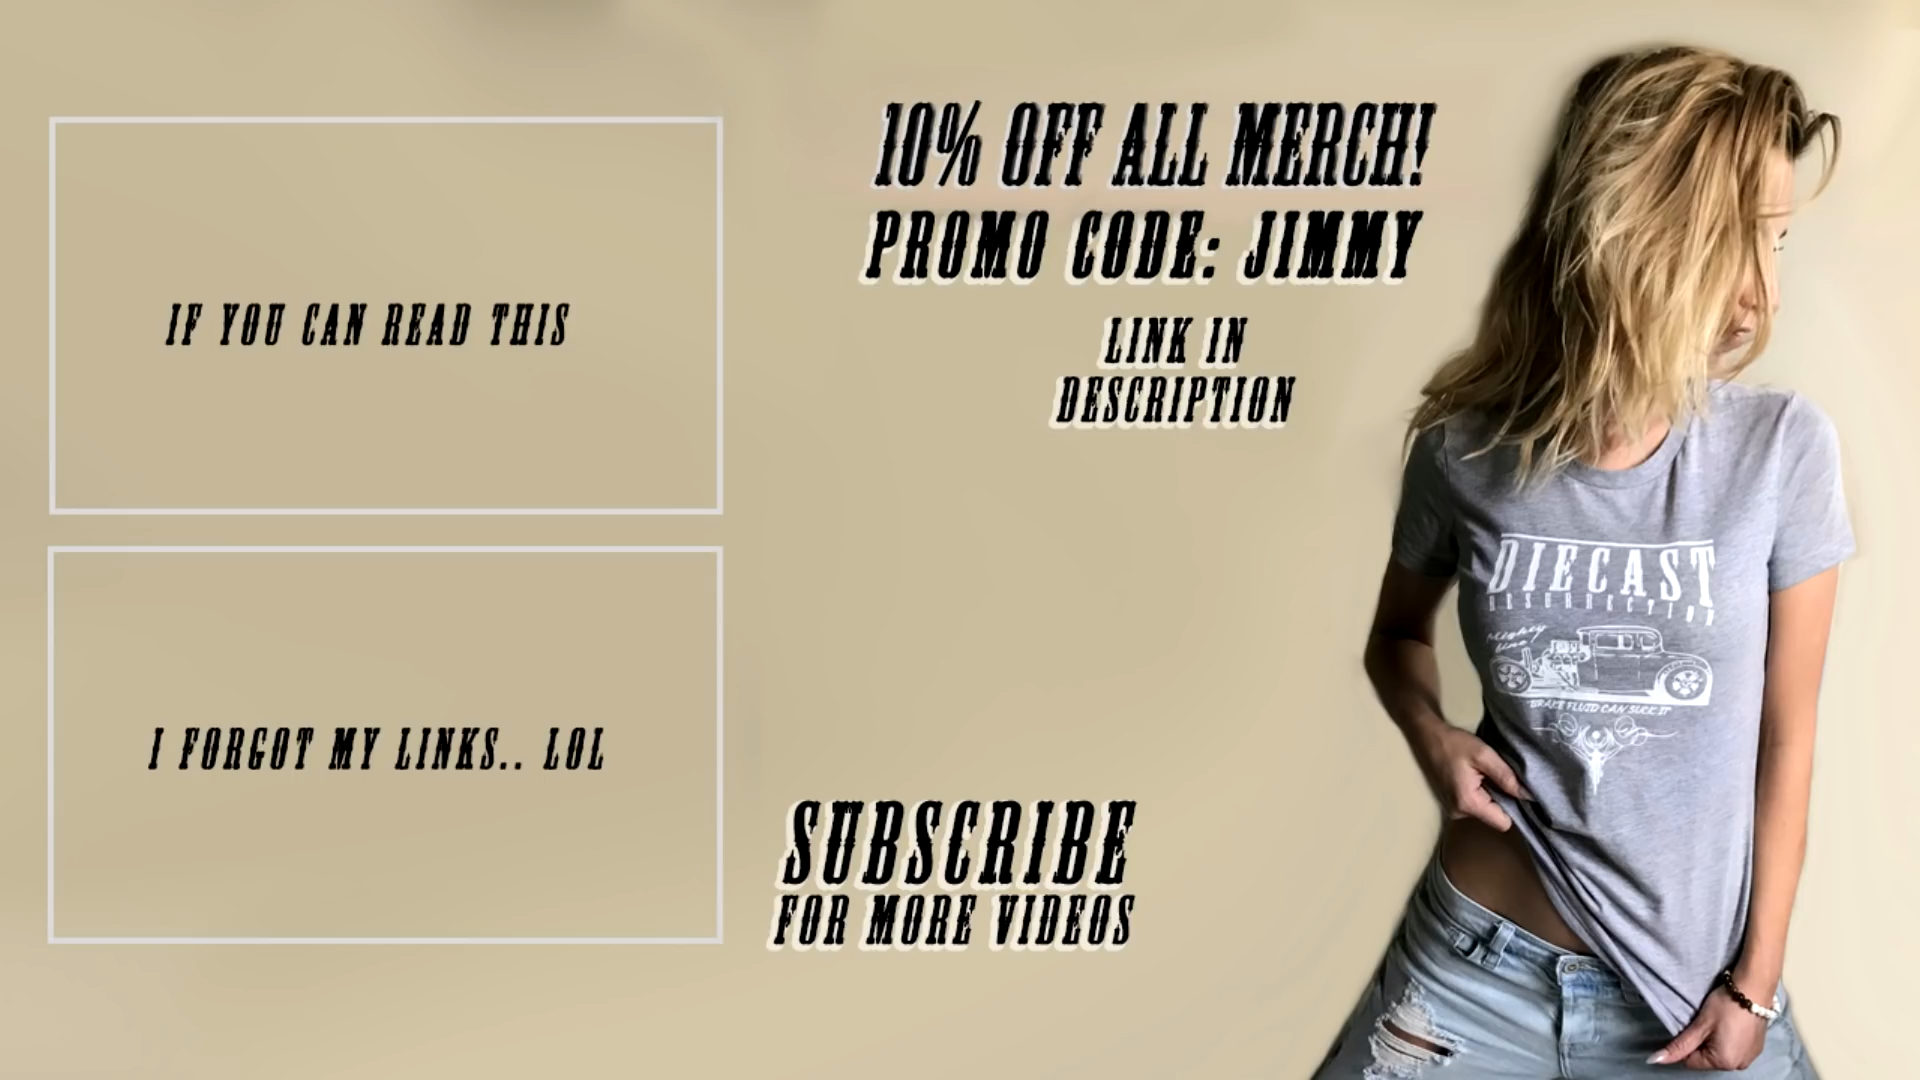 IF YOU CAN READ THIS
I FORGOT MY LINKS.. LOL
10% OFF ALL MERCH!
PROMO CODE: JIMMY
LINK IN
DESCRIPTION
SUBSCRIBE
FOR MORE VIDEOS
DIECAST
RESURRECTION
BRAKE FLUID CAN SUCK IT